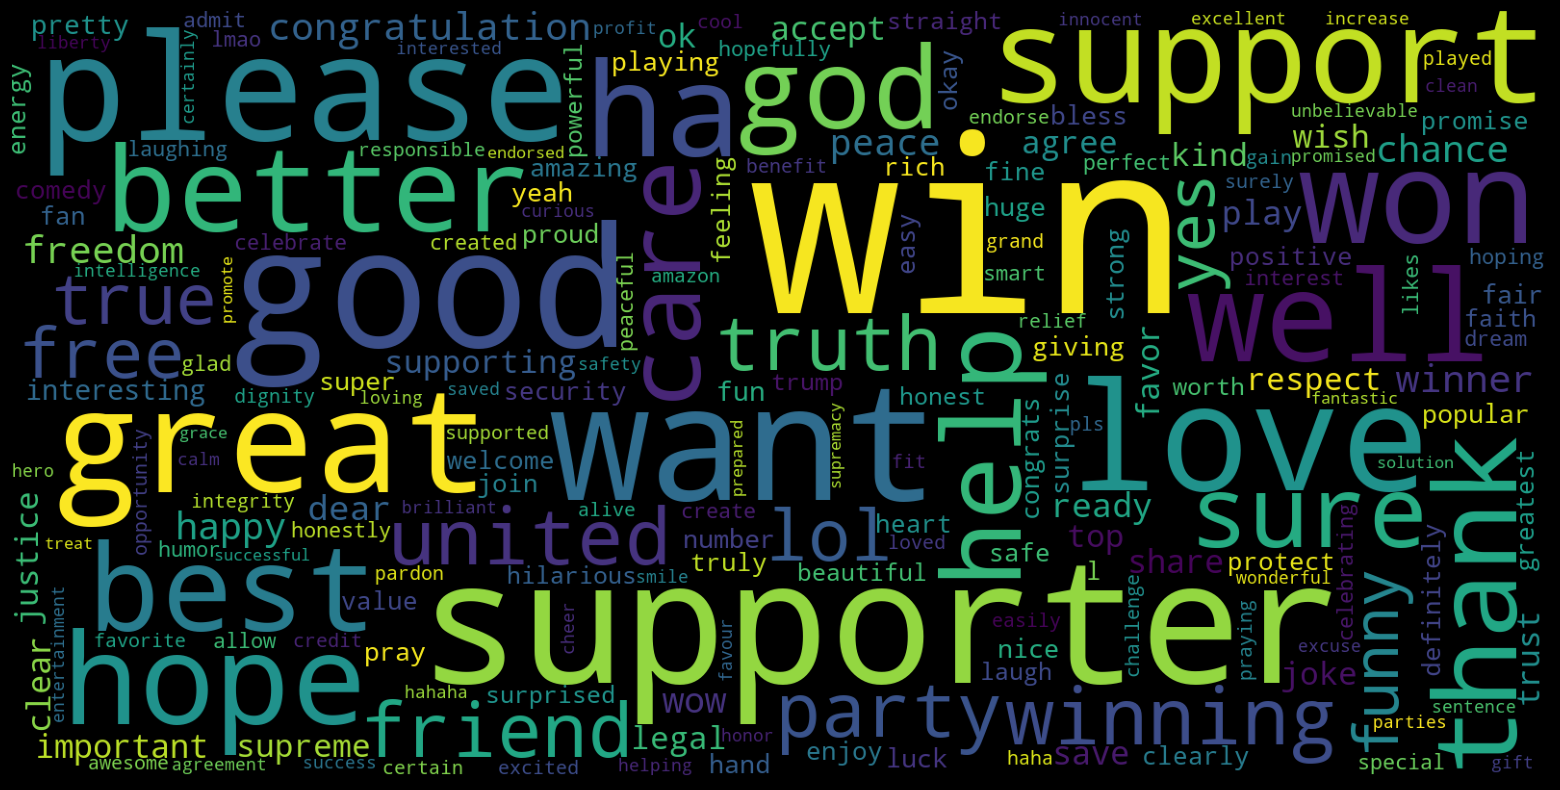 pretty
admit
congratulation
profit
cool
straight
innocent
excellent
increase
support
liberty
lmao
interested
ok
hopefully
accept
played
please
certainly
playing
god
okay
clean
energy
powerful
ha
endorse
bless
unbelievable
promise
laughing
responsible
endorsed
peace
agree
wish
chance
better
amazing
benefit
rich
fine
perfect
kind
gain
promised
comedy
yeah
care
feeling
win
surely
won
fan
curious
huge
yes
play
freedom
celebrate
created
proud
easy
grand
strong
positive
hoping
intelligence
good
peaceful
amazon
smart
interest
likes
true
promote
well
fair
truth
relief
faith
free
glad
supporting
safety
help
giving
favor
dream
interesting
super
saved
security
fun
trump
honest
worth
respect
winner
dignity
loving
fantastic
great
want
congrats
surprise
love
popular
opportunity
grace
supported
prepared
supremacy
pls
thank
hero
calm
welcome
fit
solution
join
integrity
dear
brilliant
alive
create
ready
sure
greatest
justice
happy
honestly
united
number
lol
heart
top
celebrating
definitely
treat
humor
successful
loved
safe
share
protect
best
pardon
hilarious
smile
truly
beautiful
l
wonderful
value
supporter
funny
entertainment
favorite
allow
credit
cheer
favour
easily
challenge
praying
excuse
trust
clear
hope
pray
nice
laugh
joke
hahaha
surprised
wow
party
winning
sentence
friend
legal
honor
parties
important
supreme
enjoy
luck
haha
save
clearly
awesome
agreement
success
certain
excited
helping
hand
special
gift